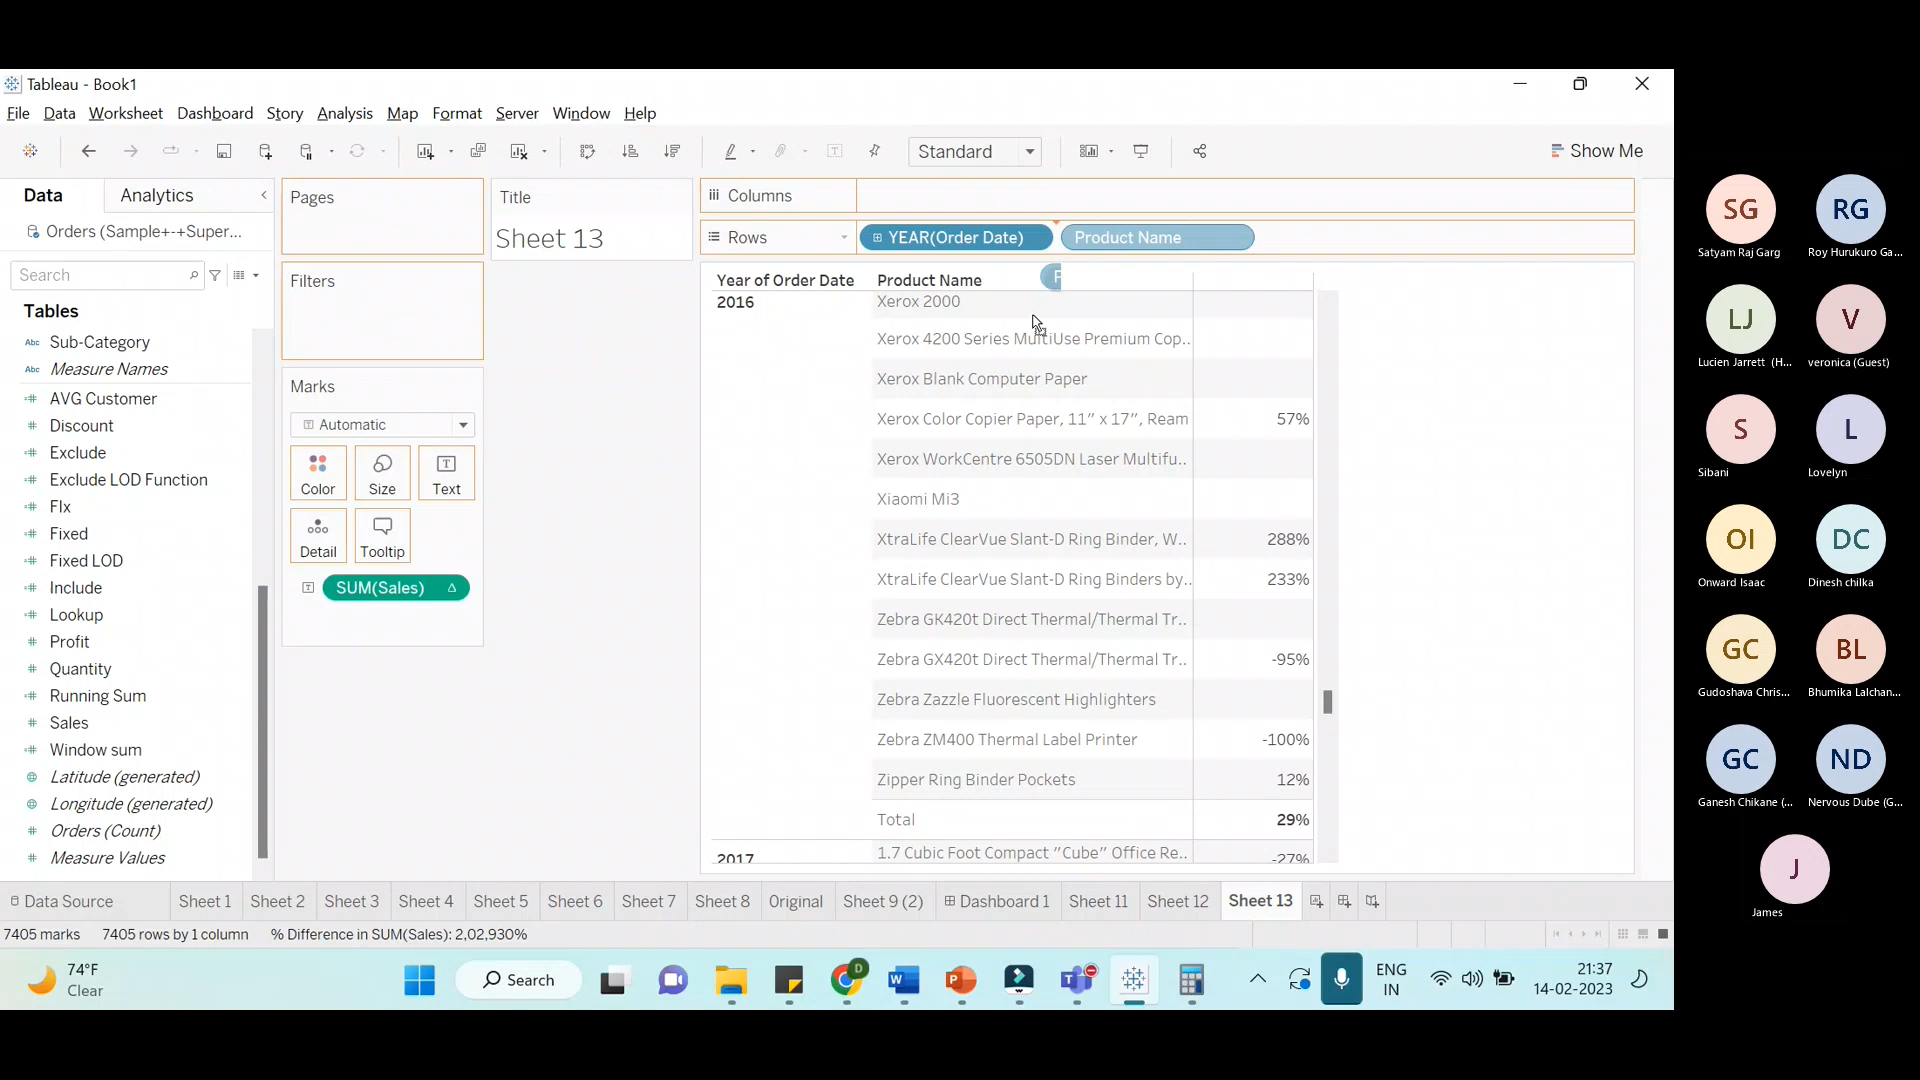 Tableau - Book1
File Data Worksheet Dashboard Story Analysis Map Format Server Window Help
Standard
Show Me
Data
Analytics
Orders (Sample+-+Super...
Search
Tables
Abc Sub-Category
Abc Measure Names
AVG Customer
Discount
Exclude
Exclude LOD Function
FIx
Fixed
Fixed LOD
Include
Lookup
Profit
Quantity
Running Sum
Sales
Window sum
Latitude (generated)
Longitude (generated)
Orders (Count)
Measure Values
Pages
Filters
Marks
Automatic
Color Size Text
Detail Tooltip
SUM(Sales)
Title
Sheet 13
Columns
Rows YEAR(Order Date) Product Name
Year of Order Date Product Name
2016 Xerox 2000
Xerox 4200 Series MultiUse Premium Cop..
Xerox Blank Computer Paper
Xerox Color Copier Paper, 11" x 17", Ream 57%
Xerox WorkCentre 6505DN Laser Multifu..
Xiaomi Mi3
XtraLife ClearVue Slant-D Ring Binder, W.. 288%
XtraLife ClearVue Slant-D Ring Binders by.. 233%
Zebra GK420t Direct Thermal/Thermal Tr..
Zebra GX420t Direct Thermal/Thermal Tr.. -95%
Zebra Zazzle Fluorescent Highlighters
Zebra ZM400 Thermal Label Printer -100%
Zipper Ring Binder Pockets 12%
Total 29%
2017 1.7 Cubic Foot Compact "Cube" Office Re.. -27%
Data Source Sheet 1 Sheet 2 Sheet 3 Sheet 4 Sheet 5 Sheet 6 Sheet 7 Sheet 8 Original Sheet 9 (2) Dashboard 1 Sheet 11 Sheet 12 Sheet 13
7405 marks 7405 rows by 1 column % Difference in SUM(Sales): 2,02,930%
74°F
Clear
Search
D
ENG
IN
21:37
14-02-2023
SG RG
Satyam Raj Garg Roy Hurukuro Ga...
LJ V
Lucien Jarrett (H... veronica (Guest)
S L
Sibani Lovelyn
OI DC
Onward Isaac Dinesh chilka
GC BL
Gudoshava Chris... Bhumika Lalchan...
GC ND
Ganesh Chikane (... Nervous Dube (G...
J
James